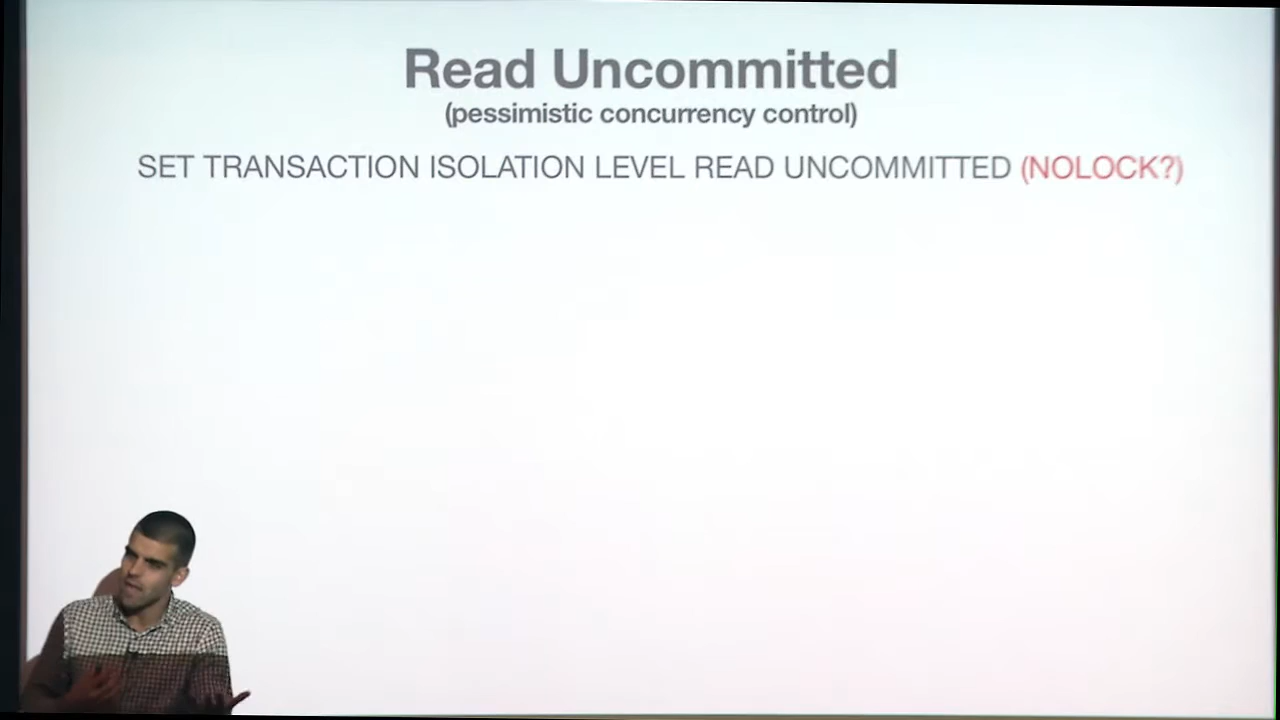 Read Uncommitted
(pessimistic concurrency control)
SET TRANSACTION ISOLATION LEVEL READ UNCOMMITTED (NOLOCK?)